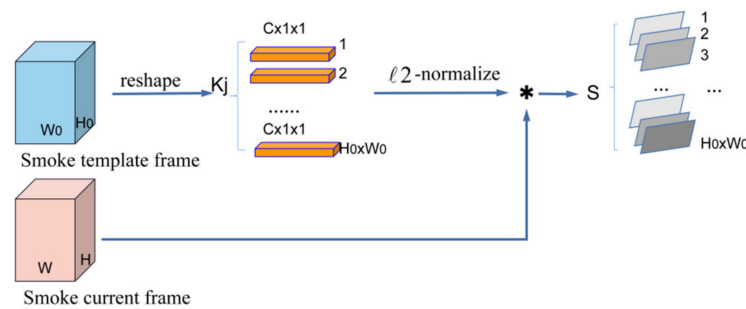 Cx1x1
1
2
......
Cx1x1
H0xW0
Kj
reshape
W0
H0
Smoke template frame
ℓ2-normalize
*
S
1
2
3
...
...
H0xW0
W
H
Smoke current frame